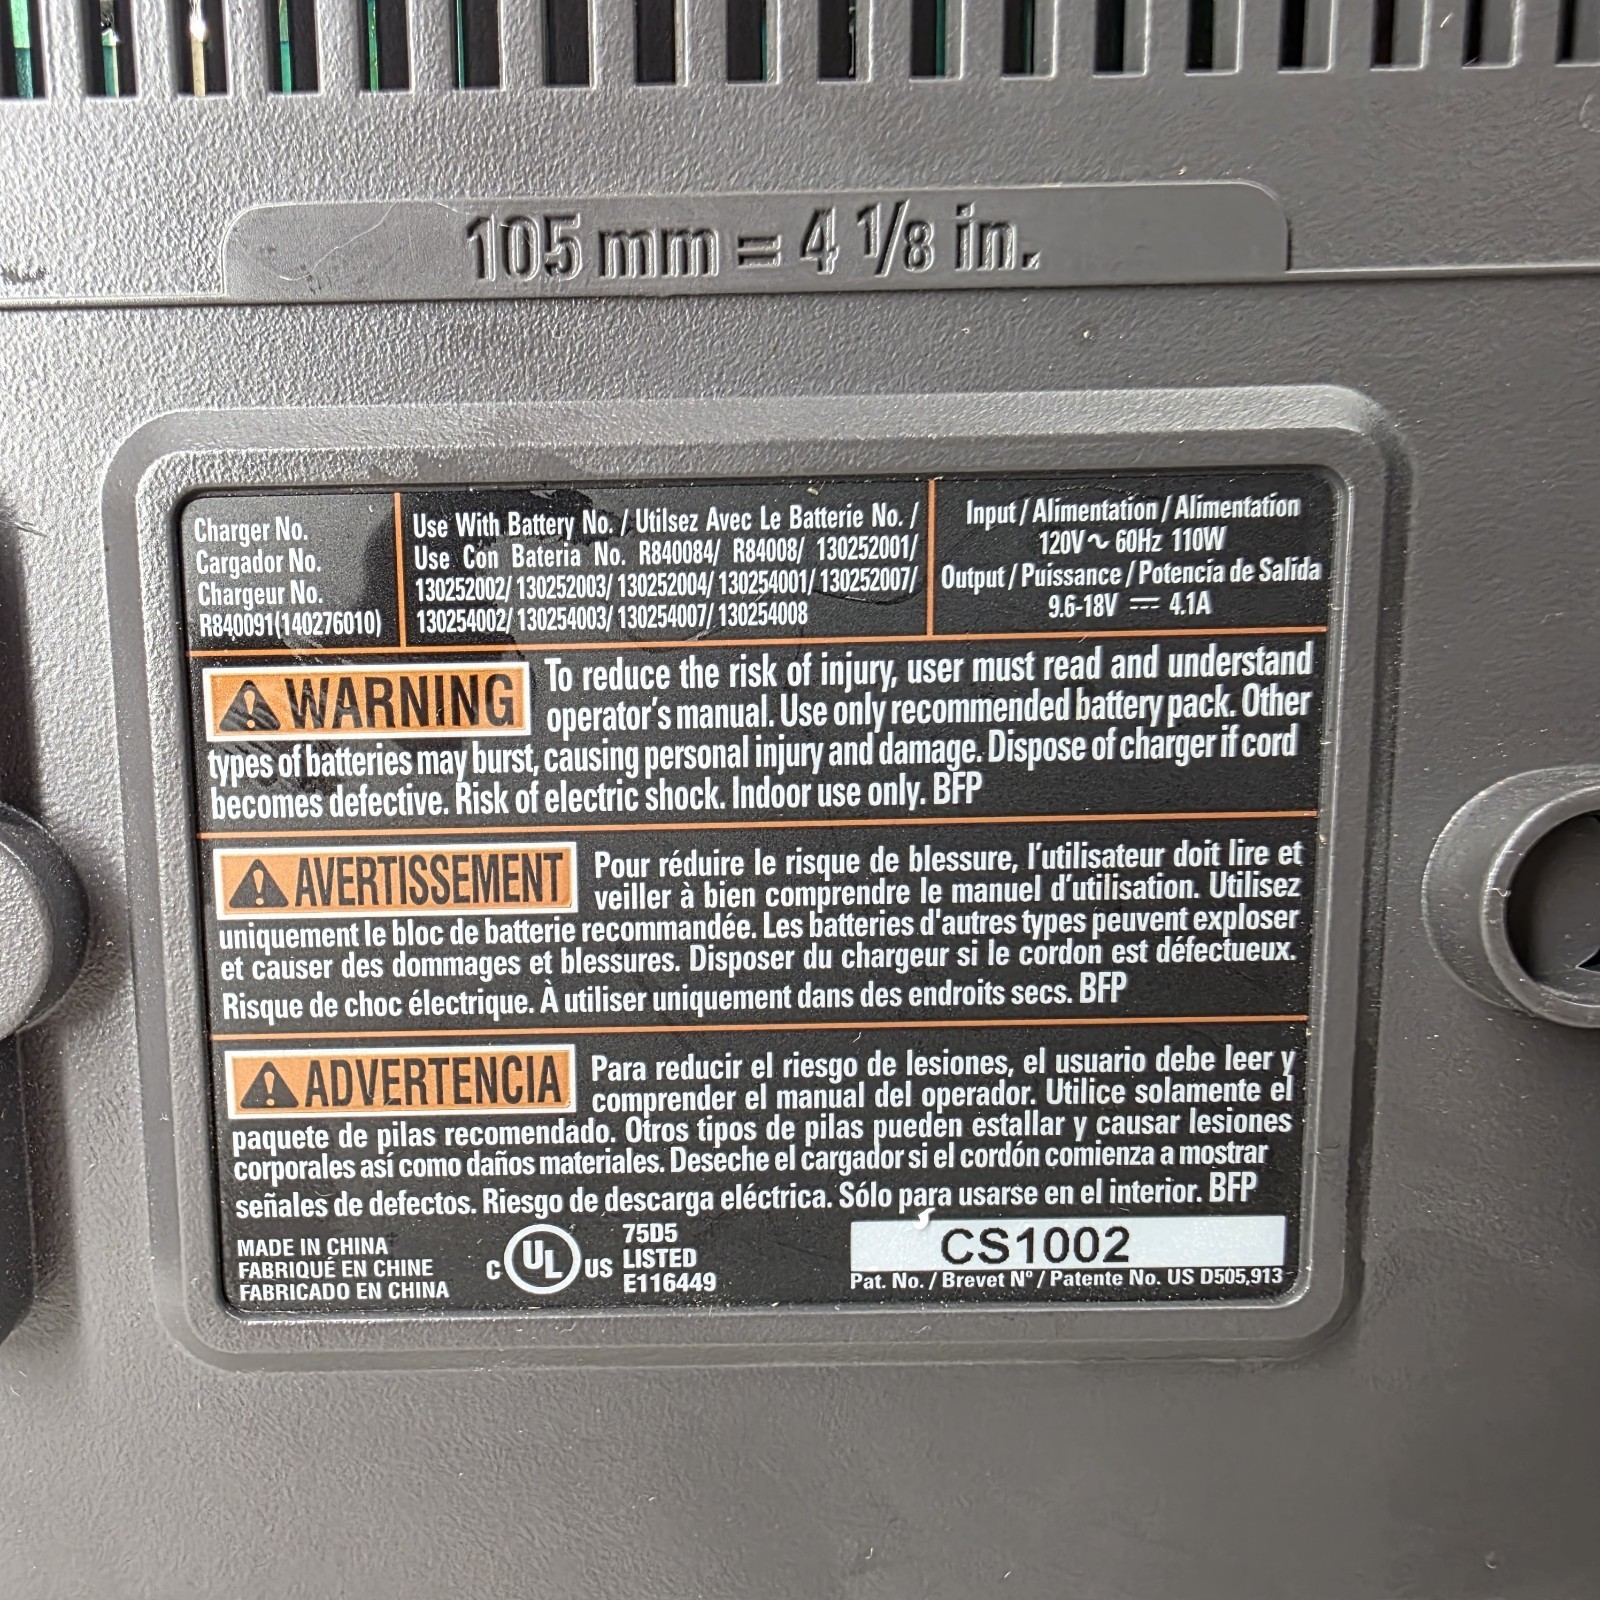 105 mm = 4 1/8 in.
Charger No.
Cargador No.
Chargeur No.
R840091(140276010)
Use With Battery No. / Utilsez Avec Le Batterie No. /
Use Con Bateria No. R840084/ R84008/ 130252001/
130252002/ 130252003/ 130252004/ 130254001/ 130252007/
130254002/ 130254003/ 130254007/ 130254008
Input / Alimentation / Alimentation
120V ~ 60Hz 110W
Output / Puissance / Potencia de Salida
9.6-18V ⎓ 4.1A
⚠ WARNING To reduce the risk of injury, user must read and understand
operator's manual. Use only recommended battery pack. Other
types of batteries may burst, causing personal injury and damage. Dispose of charger if cord
becomes defective. Risk of electric shock. Indoor use only. BFP
⚠ AVERTISSEMENT Pour réduire le risque de blessure, l'utilisateur doit lire et
veiller à bien comprendre le manuel d'utilisation. Utilisez
uniquement le bloc de batterie recommandée. Les batteries d'autres types peuvent exploser
et causer des dommages et blessures. Disposer du chargeur si le cordon est défectueux.
Risque de choc électrique. À utiliser uniquement dans des endroits secs. BFP
⚠ ADVERTENCIA Para reducir el riesgo de lesiones, el usuario debe leer y
comprender el manual del operador. Utilice solamente el
paquete de pilas recomendado. Otros tipos de pilas pueden estallar y causar lesiones
corporales así como daños materiales. Deseche el cargador si el cordón comienza a mostrar
señales de defectos. Riesgo de descarga eléctrica. Sólo para usarse en el interior. BFP
MADE IN CHINA
FABRIQUÉ EN CHINE
FABRICADO EN CHINA
C UL US
75D5
LISTED
E116449
CS1002
Pat. No. / Brevet Nº / Patente No. US D505,913